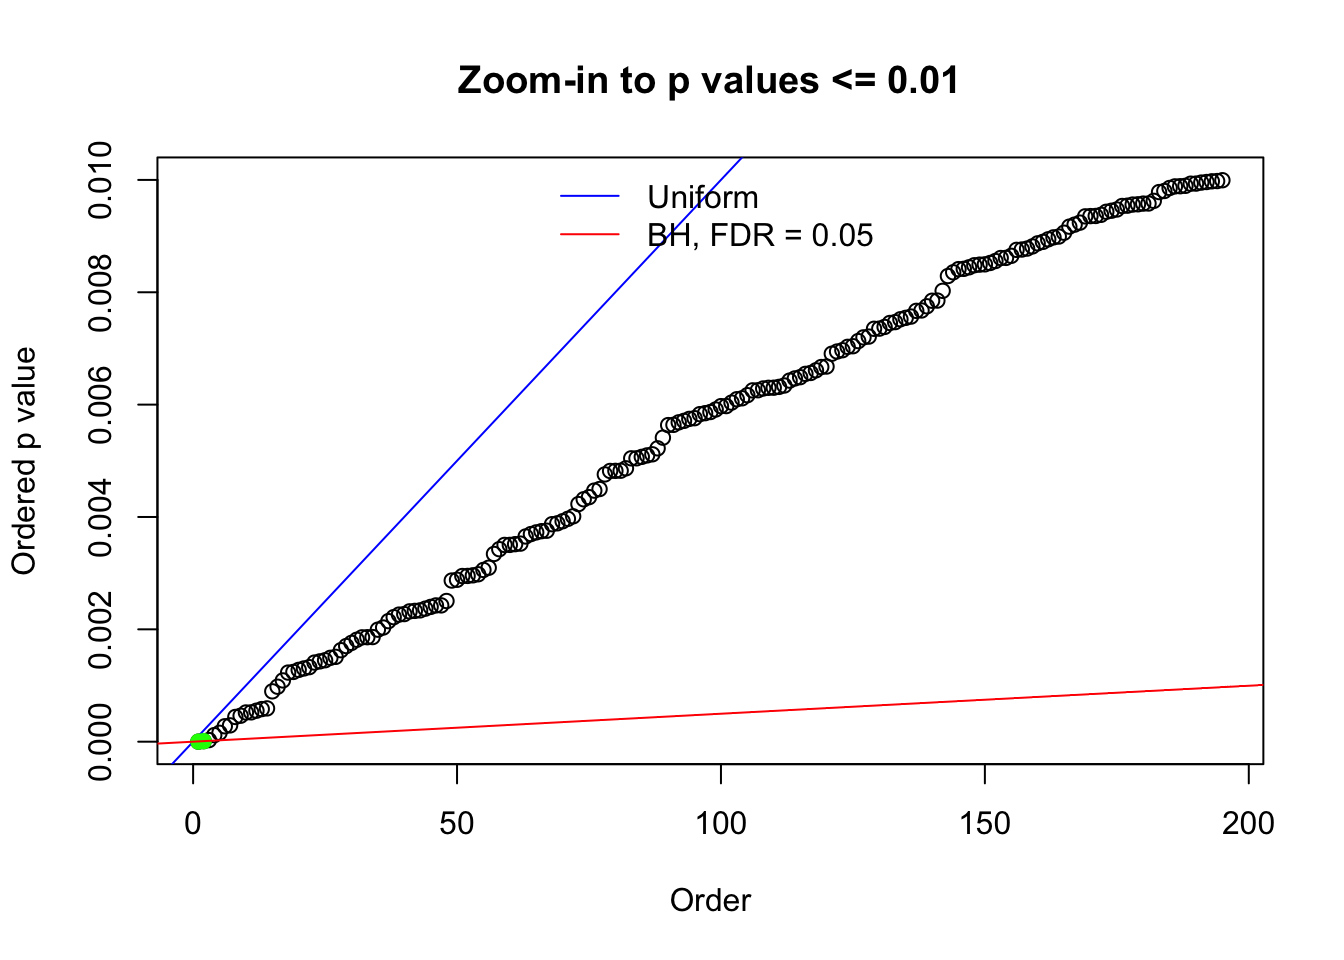 Zoom-in to p values <= 0.01
Uniform
BH, FDR = 0.05
Ordered p value
0.010
0.008
0.006
0.004
0.002
0.000
0
50
100
150
200
Order